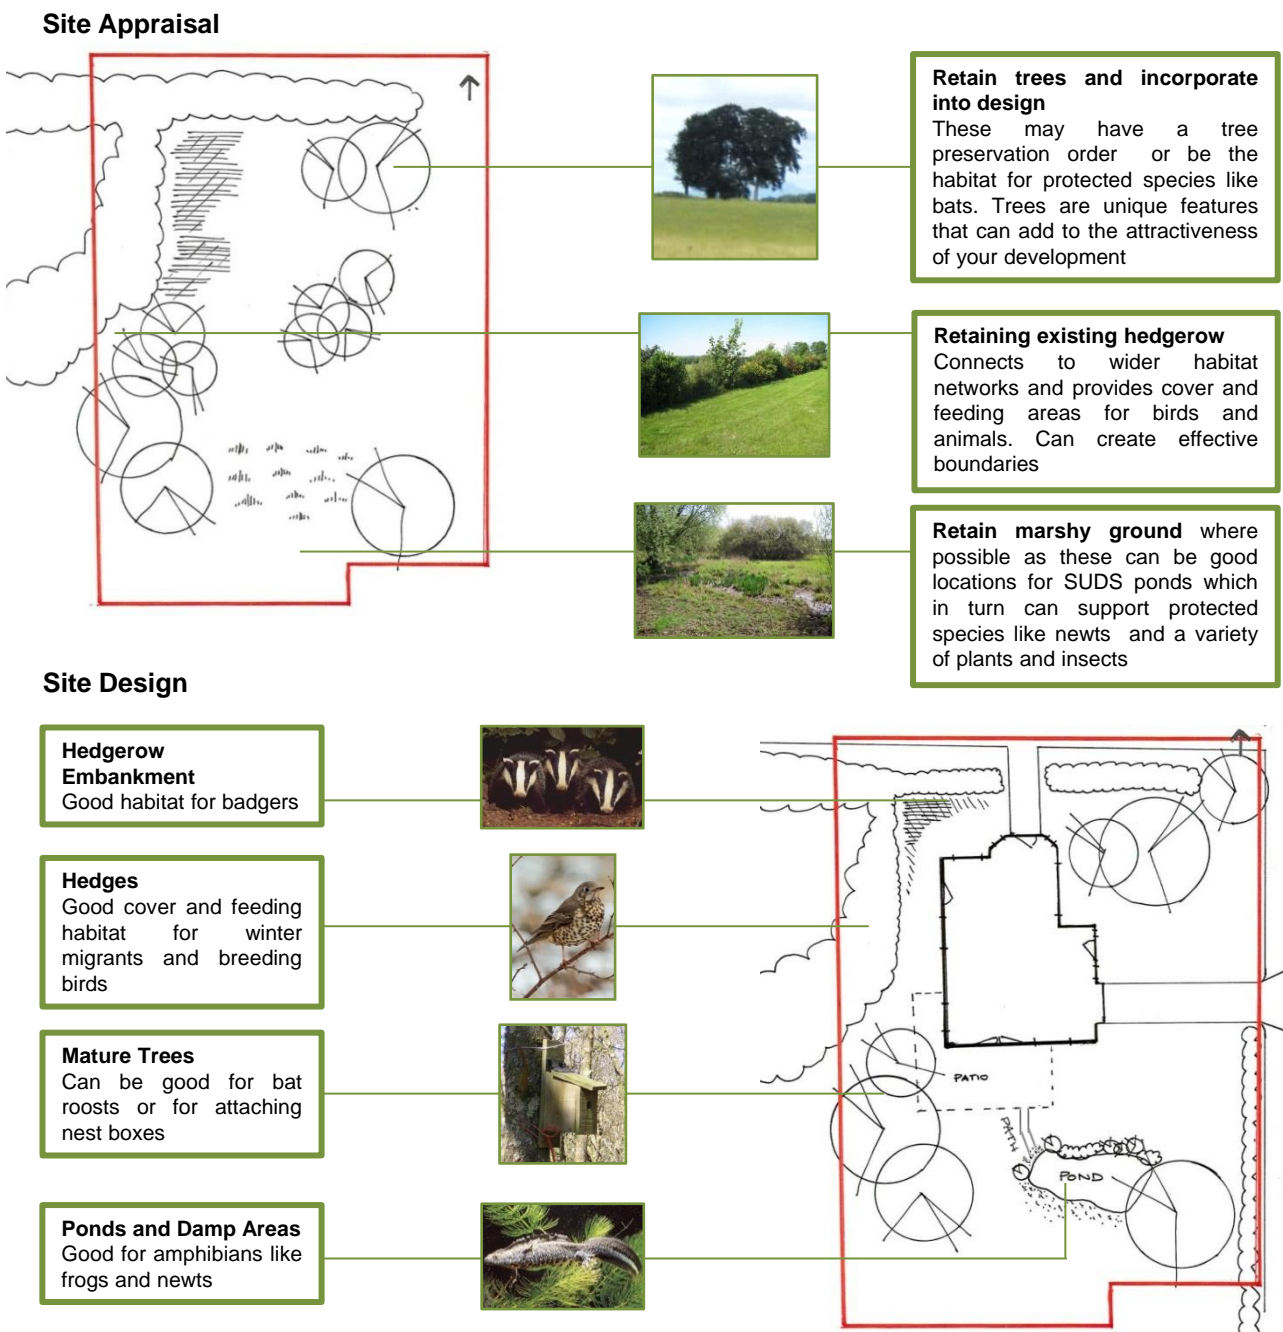 Site Appraisal
Retain trees and incorporate
into design
These may have a tree
preservation order or be the
habitat for protected species like
bats. Trees are unique features
that can add to the attractiveness
of your development
Retaining existing hedgerow
Connects to wider habitat
networks and provides cover and
feeding areas for birds and
animals. Can create effective
boundaries
Retain marshy ground where
possible as these can be good
locations for SUDS ponds which
in turn can support protected
species like newts and a variety
of plants and insects
Site Design
Hedgerow
Embankment
Good habitat for badgers
Hedges
Good cover and feeding
habitat for winter
migrants and breeding
birds
Mature Trees
Can be good for bat
roosts or for attaching
nest boxes
Ponds and Damp Areas
Good for amphibians like
frogs and newts
PATIO
PATH
POND